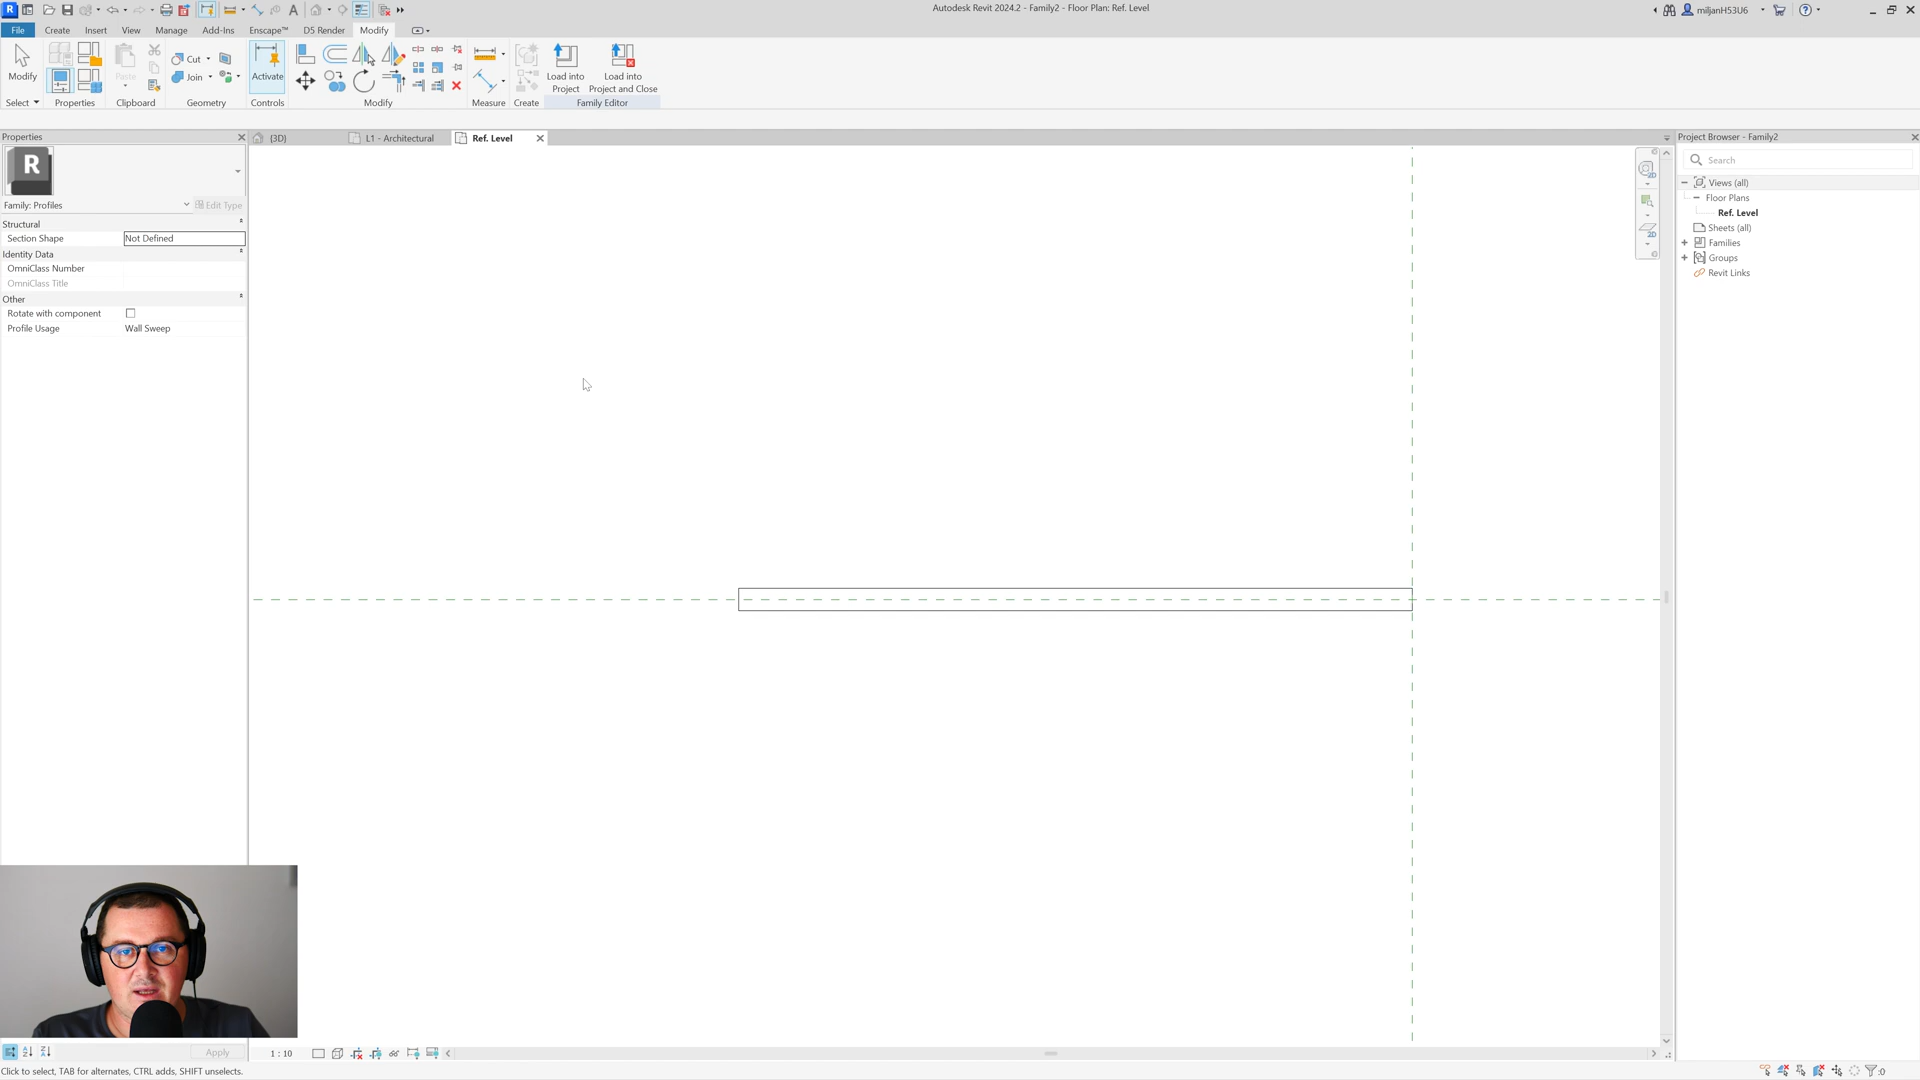 Autodesk Revit 2024.2 - Family2 - Floor Plan: Ref. Level
miljanH53U6
File Create Insert Annotate View Manage Add-Ins Enscape™ D5 Render Modify
Modify
Paste
Cut
Join
Activate
Load into
Project
Load into
Project and Close
Select Properties Clipboard Geometry Controls Modify Measure Create Family Editor
Properties
{3D}
L1 - Architectural
Ref. Level
Project Browser - Family2
R
Search
Family: Profiles
Edit Type
Views (all)
Floor Plans
Ref. Level
Sheets (all)
Families
Groups
Revit Links
Structural
Section Shape Not Defined
Identity Data
OmniClass Number
OmniClass Title
Other
Rotate with component
Profile Usage Wall Sweep
2D
2D
Apply
1 : 10
Click to select, TAB for alternates, CTRL adds, SHIFT unselects.
:0